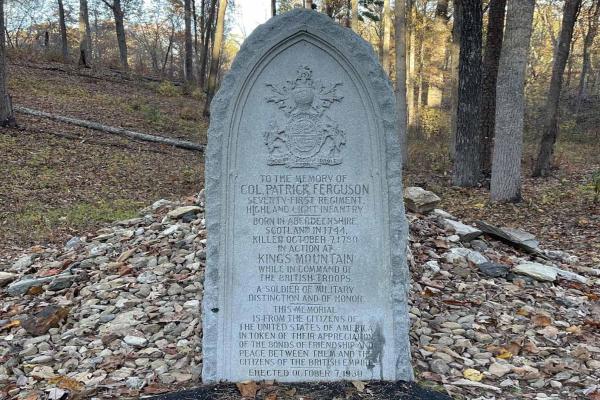 TO THE MEMORY OF
COL. PATRICK FERGUSON
SEVENTY-FIRST REGIMENT,
HIGHLAND LIGHT INFANTRY.
BORN IN ABERDEENSHIRE,
SCOTLAND IN 1744,
KILLED OCTOBER 7, 1780
IN ACTION AT
KING'S MOUNTAIN
WHILE IN COMMAND OF
THE BRITISH TROOPS.
A SOLDIER OF MILITARY
DISTINCTION AND OF HONOR.
THIS MEMORIAL
IS FROM THE CITIZENS OF
THE UNITED STATES OF AMERICA
IN TOKEN OF THEIR APPRECIATION
OF THE BONDS OF FRIENDSHIP AND
PEACE BETWEEN THEM AND THE
CITIZENS OF THE BRITISH EMPIRE.
ERECTED OCTOBER 7, 1930.